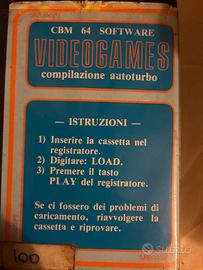 CBM 64 SOFTWARE
VIDEOGAMES
compilazione autoturbo
— ISTRUZIONI —
1) Inserire la cassetta nel
registratore.
2) Digitare: LOAD.
3) Premere il tasto
PLAY del registratore.
Se ci fossero dei problemi di
caricamento, riavvolgere la
cassetta e riprovare.
100
subito